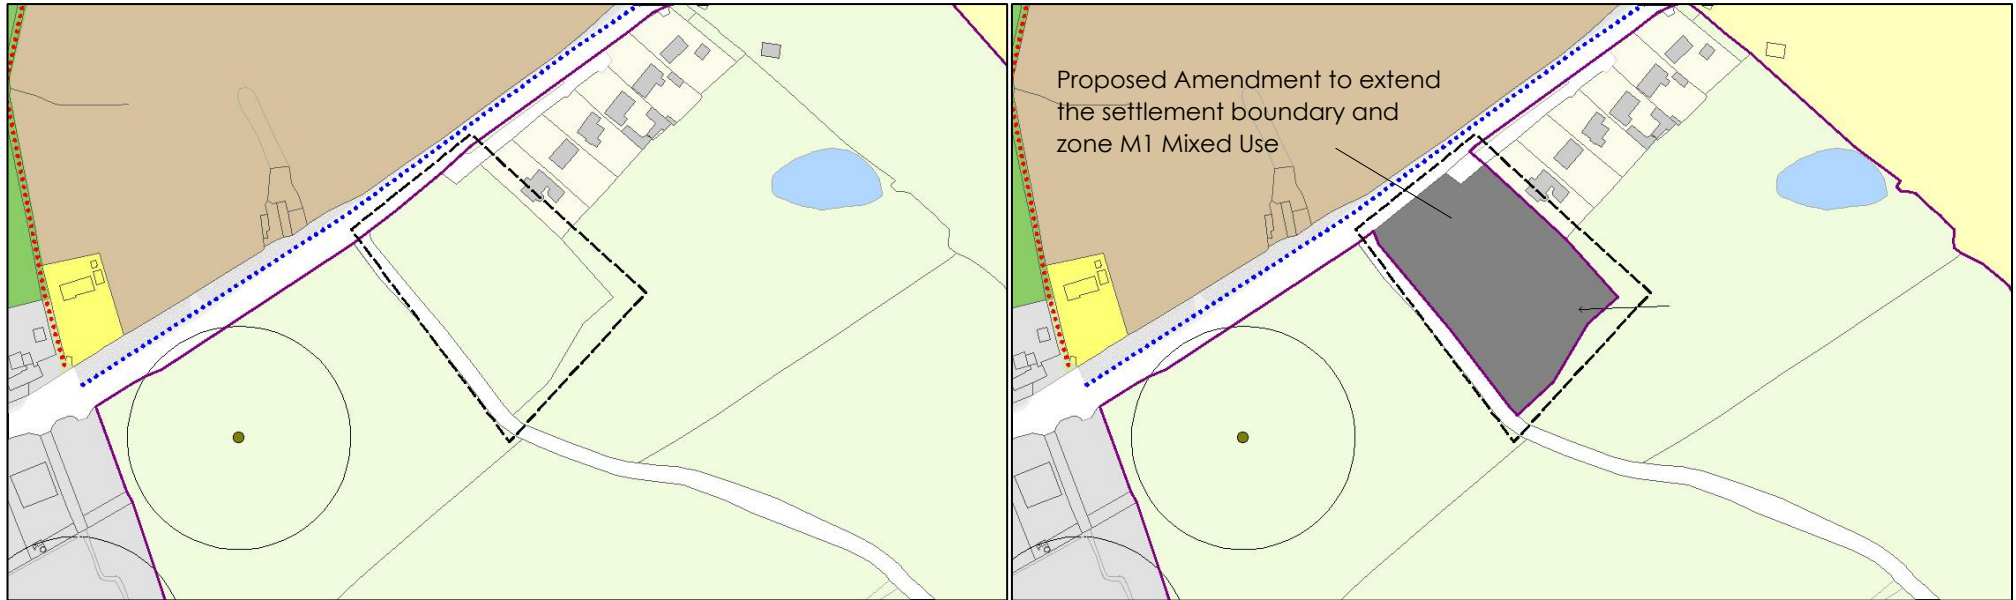 Proposed Amendment to extend
the settlement boundary and
zone M1 Mixed Use